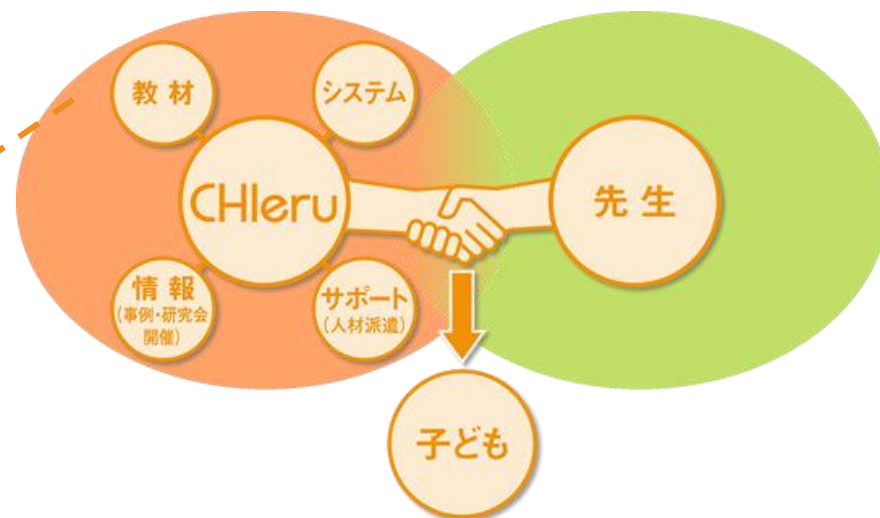 教材
システム
CHIeru
先生
情報
(事例・研究会
開催)
サポート
(人材派遣)
子ども